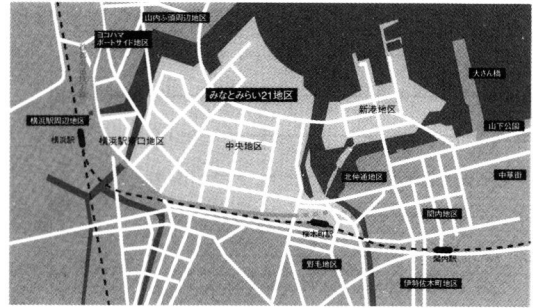 山内ふ頭周辺地区
ヨコハマ
ポートサイド地区
大さん橋
みなとみらい21地区
新港地区
横浜駅周辺地区
山下公園
横浜駅
横浜駅東口地区
中央地区
北仲通地区
中華街
関内地区
桜木町駅
関内駅
野毛地区
伊勢佐木町地区